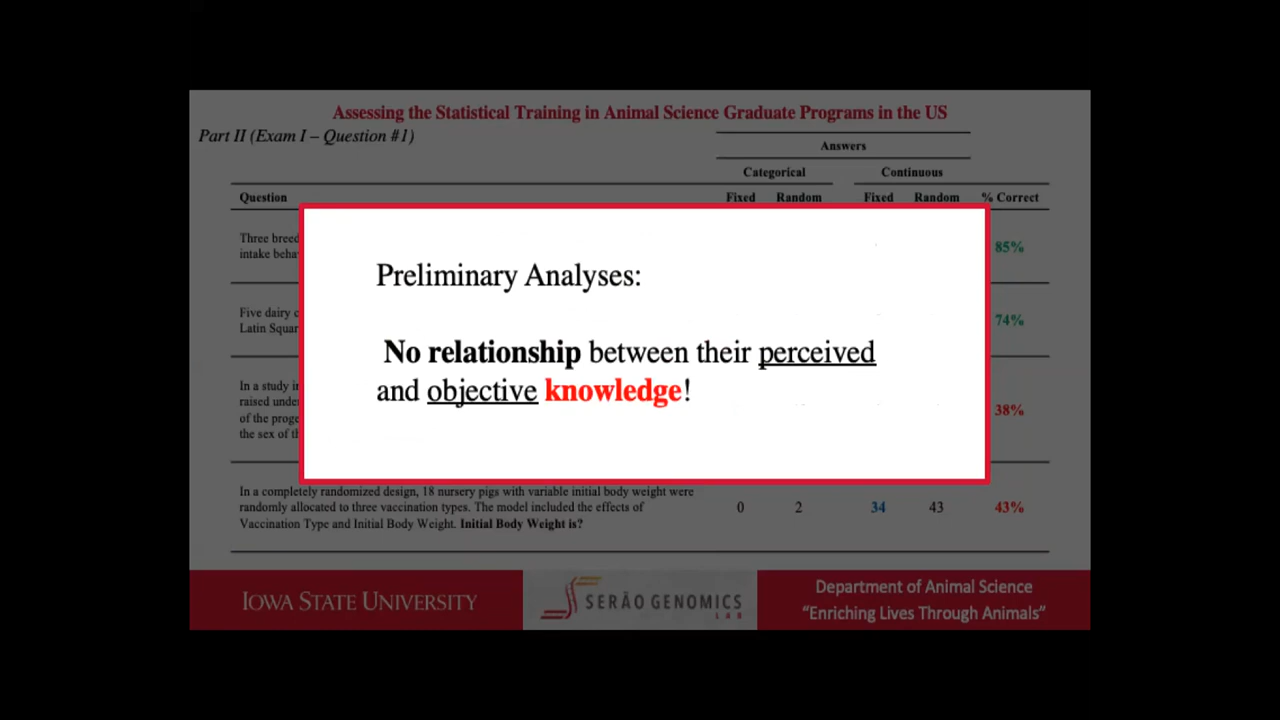 Assessing the Statistical Training in Animal Science Graduate Programs in the US
Part II (Exam I – Question #1)
Answers
Categorical Continuous
Question Fixed Random Fixed Random % Correct
Three breed
intake beha
85%
Five dairy c
Latin Squar
74%
In a study i
raised unde
of the proge
the sex of t
38%
Preliminary Analyses:
No relationship between their perceived
and objective knowledge!
In a completely randomized design, 18 nursery pigs with variable initial body weight were
randomly allocated to three vaccination types. The model included the effects of
Vaccination Type and Initial Body Weight. Initial Body Weight is?
0 2 34 43 43%
IOWA STATE UNIVERSITY
SERÃO GENOMICS
LAB
Department of Animal Science
“Enriching Lives Through Animals”